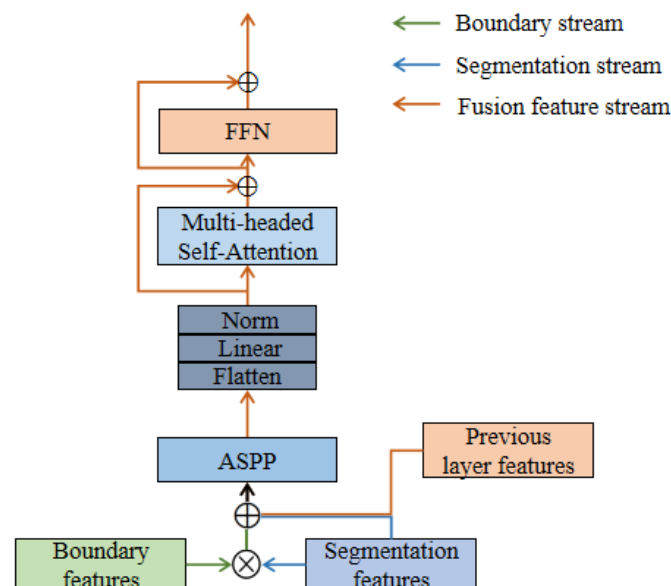 Boundary stream
Segmentation stream
Fusion feature stream
FFN
Multi-headed
Self-Attention
Norm
Linear
Flatten
ASPP
Previous
layer features
Boundary
features
Segmentation
features